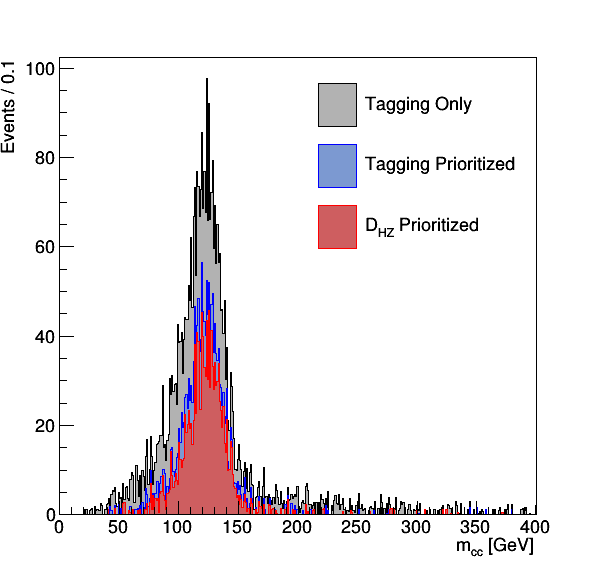 Events / 0.1
100
80
60
40
20
0
Tagging Only
Tagging Prioritized
D_HZ Prioritized
0 50 100 150 200 250 300 350 400
m_cc [GeV]